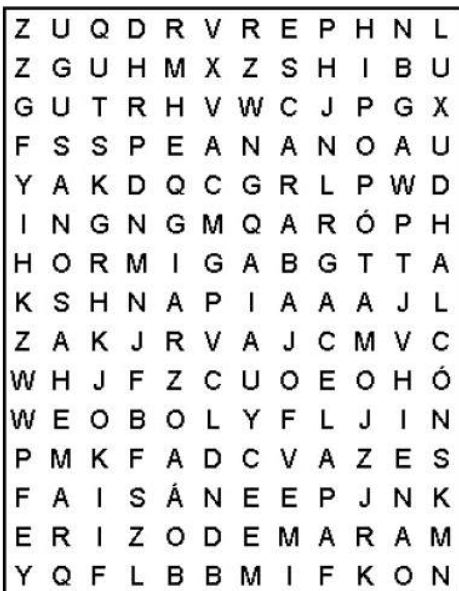 Z U Q D R V R E P H N L
Z G U H M X Z S H I B U
G U T R H V W C J P G X
F S S P E A N A N O A U
Y A K D Q C G R L P W D
I N G N G M Q A R Ó P H
H O R M I G A B G T T A
K S H N A P I A A A J L
Z A K J R V A J C M V C
W H J F Z C U O E O H Ó
W E O B O L Y F L J I N
P M K F A D C V A Z E S
F A I S Á N E E P J N K
E R I Z O D E M A R A M
Y Q F L B B M I F K O N